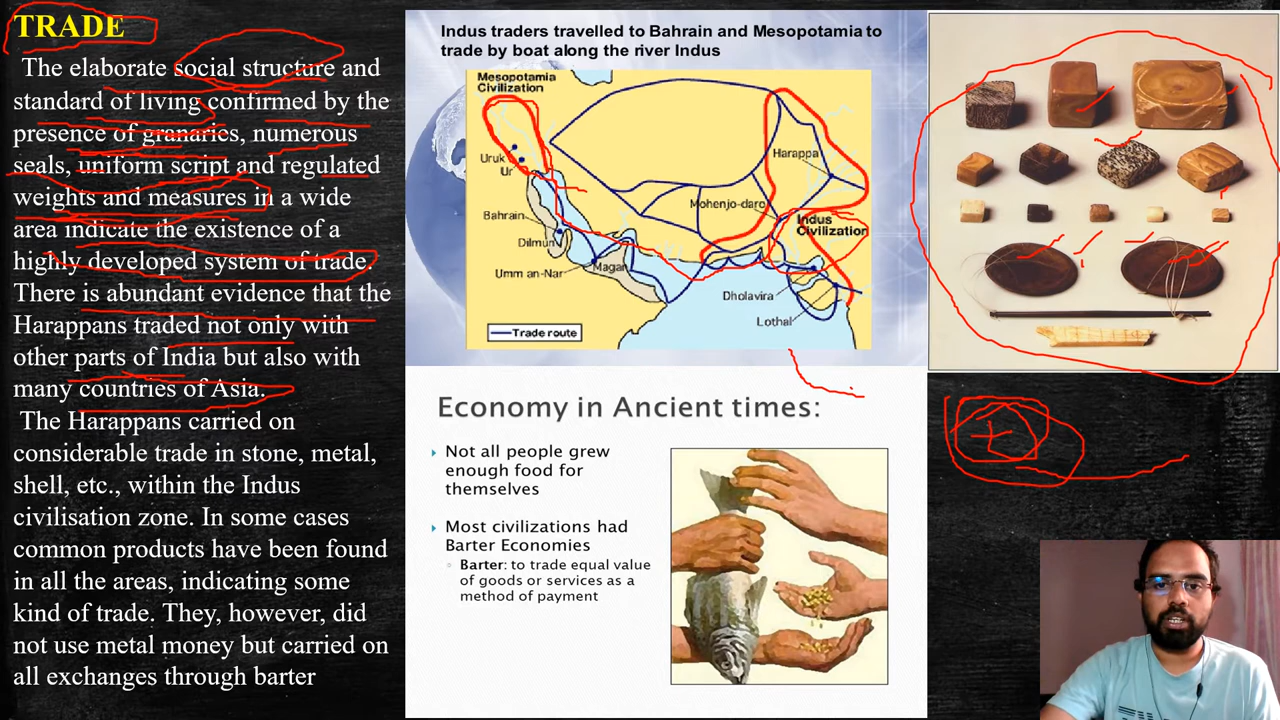 TRADE
The elaborate social structure and
standard of living confirmed by the
presence of granaries, numerous
seals, uniform script and regulated
weights and measures in a wide
area indicate the existence of a
highly developed system of trade.
There is abundant evidence that the
Harappans traded not only with
other parts of India but also with
many countries of Asia.
The Harappans carried on
considerable trade in stone, metal,
shell, etc., within the Indus
civilisation zone. In some cases
common products have been found
in all the areas, indicating some
kind of trade. They, however, did
not use metal money but carried on
all exchanges through barter
Indus traders travelled to Bahrain and Mesopotamia to
trade by boat along the river Indus
Mesopotamia
Civilization
Uruk
Ur
Harappa
Mohenjo-daro
Indus
Civilization
Bahrain
Dilmun
Umm an-Nar
Magan
Dholavira
Lothal
Trade route
Economy in Ancient times:
Not all people grew
enough food for
themselves
Most civilizations had
Barter Economies
Barter: to trade equal value
of goods or services as a
method of payment